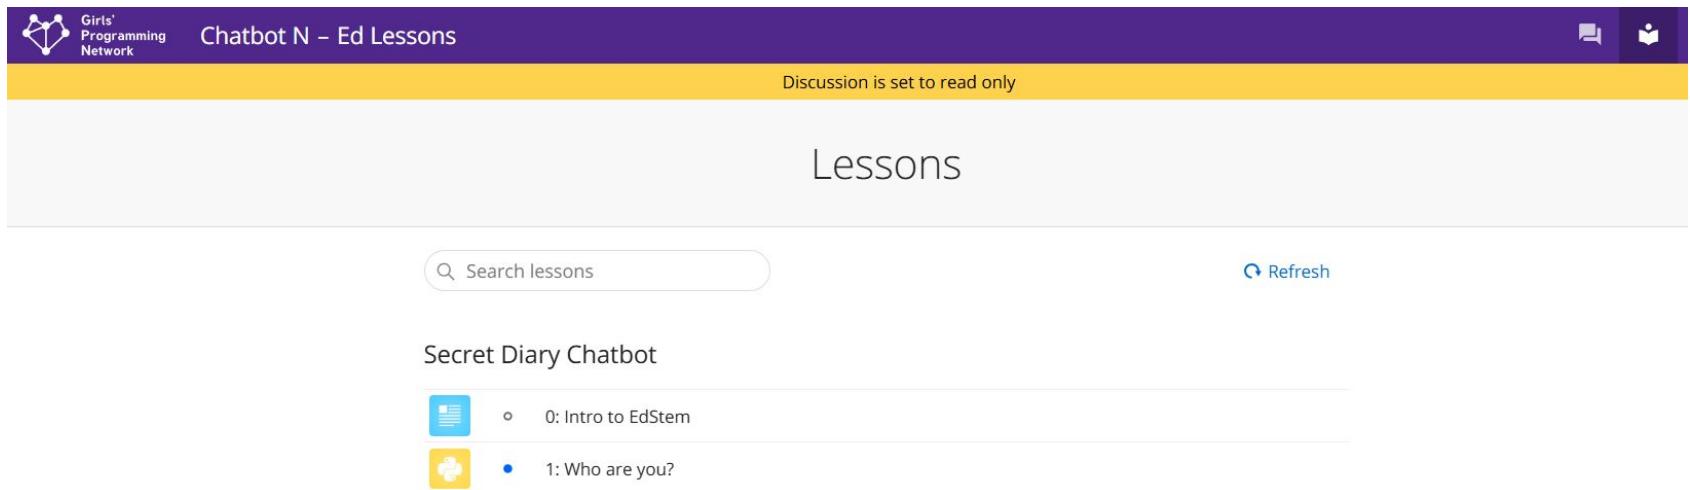 Girls'
Programming
Network
Chatbot N – Ed Lessons
Discussion is set to read only
Lessons
Search lessons
Refresh
Secret Diary Chatbot
0: Intro to EdStem
1: Who are you?